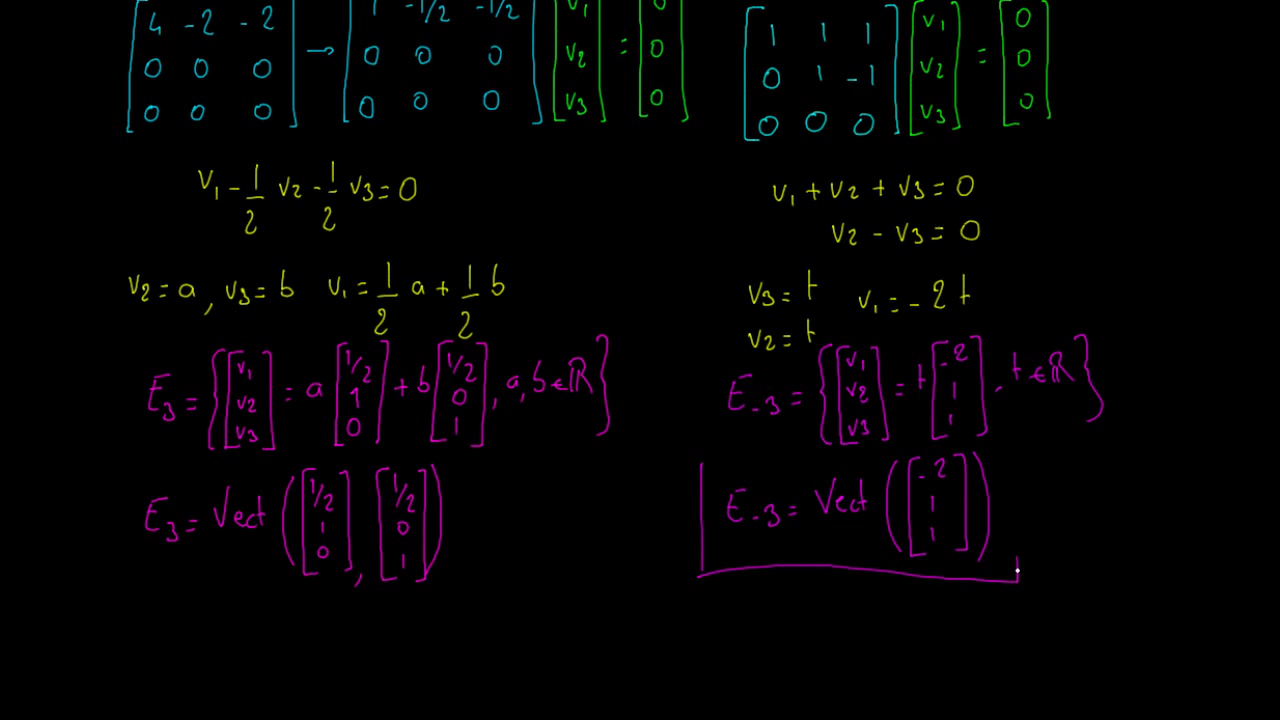 [4 -2 -2; 0 0 0; 0 0 0] → [1 -1/2 -1/2; 0 0 0; 0 0 0] [v1; v2; v3] = [0; 0; 0]
v1 - 1/2 v2 - 1/2 v3 = 0
v2 = a, v3 = b v1 = 1/2 a + 1/2 b
E3 = {[v1; v2; v3] = a [1/2; 1; 0] + b [1/2; 0; 1], a, b ∈ ℝ}
E3 = Vect ([1/2; 1; 0], [1/2; 0; 1])
[1 1 1; 0 1 -1; 0 0 0] [v1; v2; v3] = [0; 0; 0]
v1 + v2 + v3 = 0
v2 - v3 = 0
v3 = t v1 = -2t
v2 = t
E-3 = {[v1; v2; v3] = t [-2; 1; 1], t ∈ ℝ}
E-3 = Vect ([-2; 1; 1])